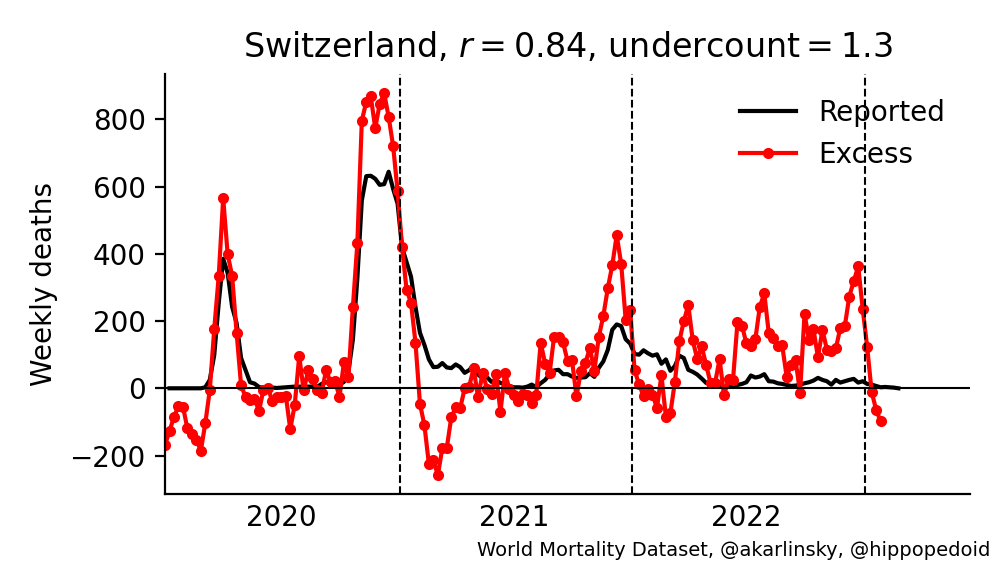 Switzerland, r = 0.84, undercount = 1.3
Reported
Excess
Weekly deaths
800
600
400
200
0
−200
2020 2021 2022
World Mortality Dataset, @akarlinsky, @hippopedoid